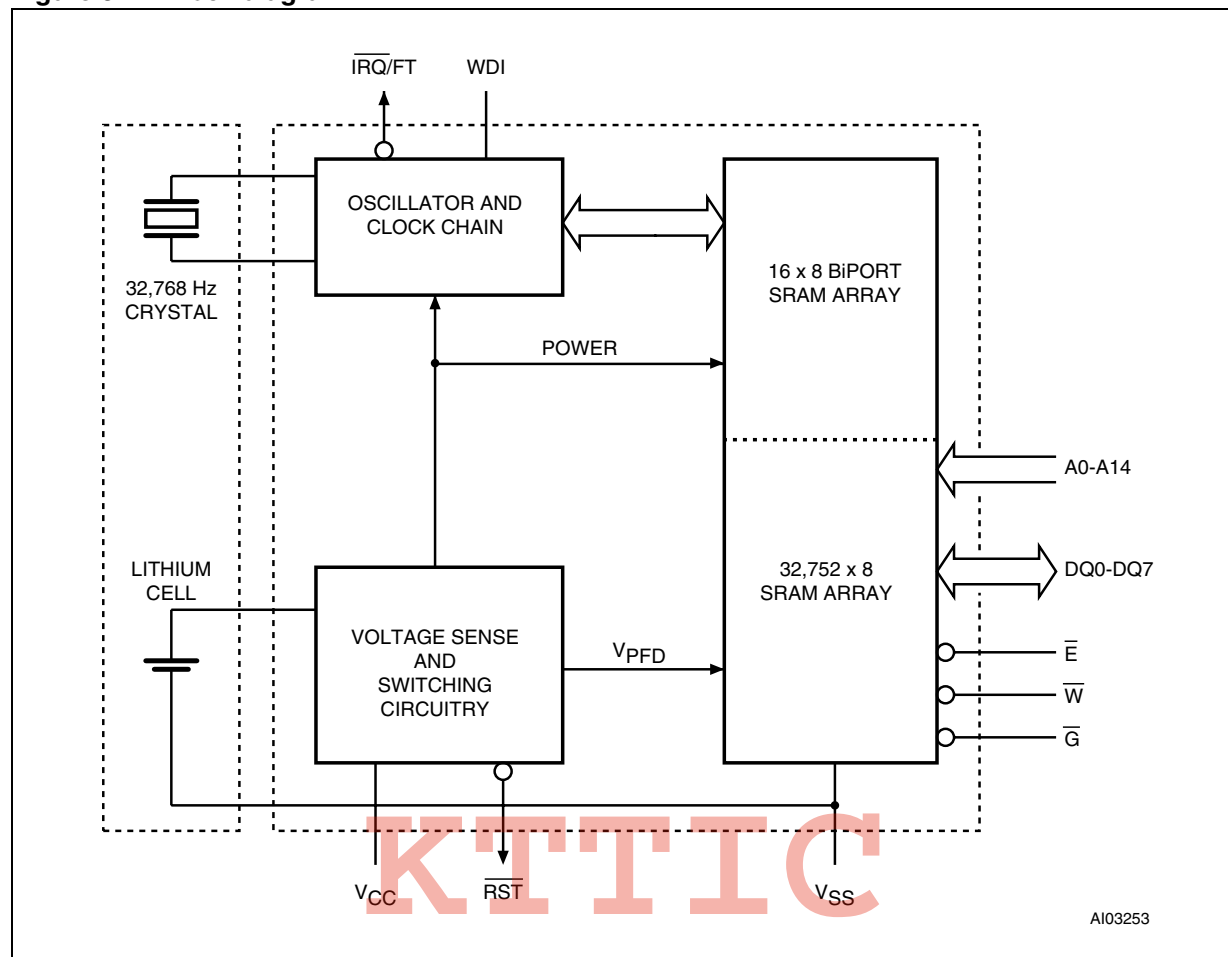 IRQ/FT
WDI
OSCILLATOR AND
CLOCK CHAIN
32,768 Hz
CRYSTAL
16 x 8 BiPORT
SRAM ARRAY
POWER
A0-A14
LITHIUM
CELL
32,752 x 8
SRAM ARRAY
DQ0-DQ7
VOLTAGE SENSE
AND
SWITCHING
CIRCUITRY
VPFD
E
W
G
VCC
RST
VSS
KTTIC
AI03253